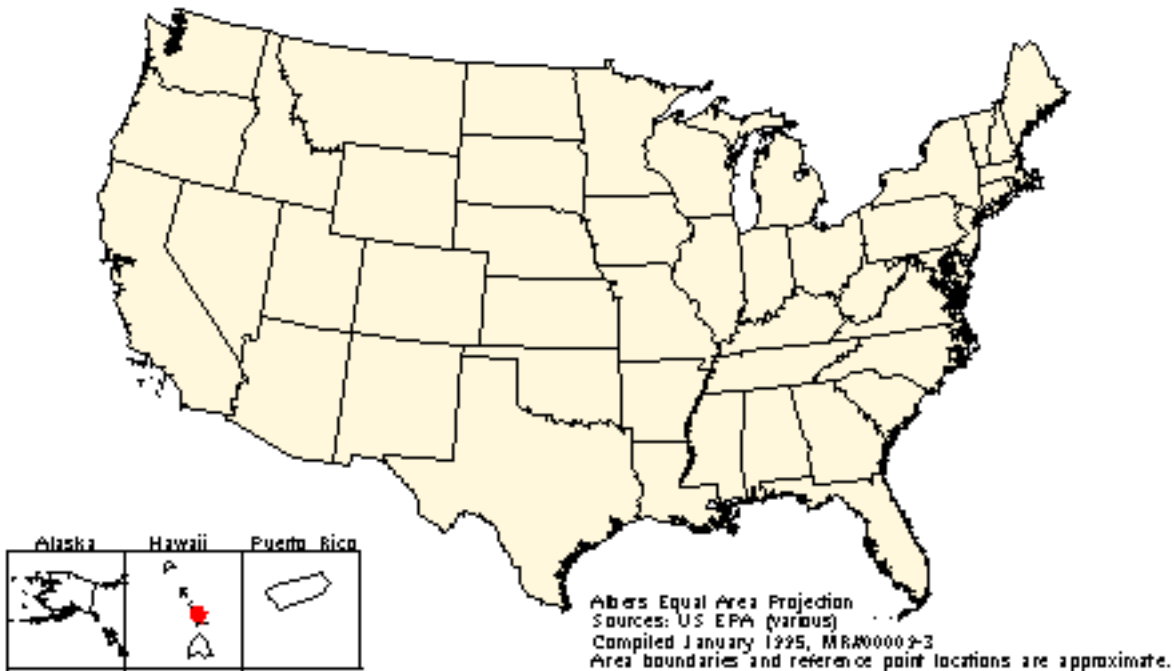 Alaska
Hawaii
Puerto Rico
Albers Equal Area Projection
Sources: US EPA (various)
Compiled January 1995, MR#00009-3
Area boundaries and reference point locations are approximate.